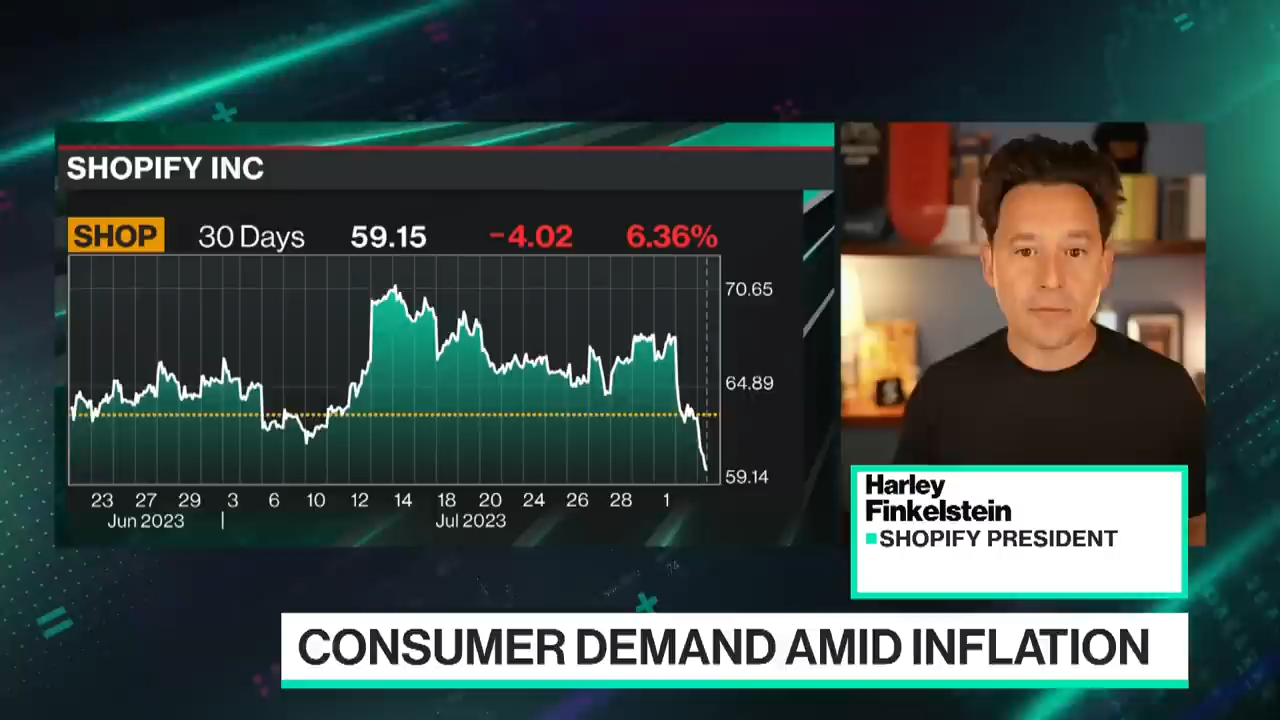 SHOPIFY INC
SHOP 30 Days 59.15 −4.02 6.36%
70.65
64.89
59.14
23 27 29 3 6 10 12 14 18 20 24 26 28 1
Jun 2023 | Jul 2023
Harley
Finkelstein
SHOPIFY PRESIDENT
CONSUMER DEMAND AMID INFLATION